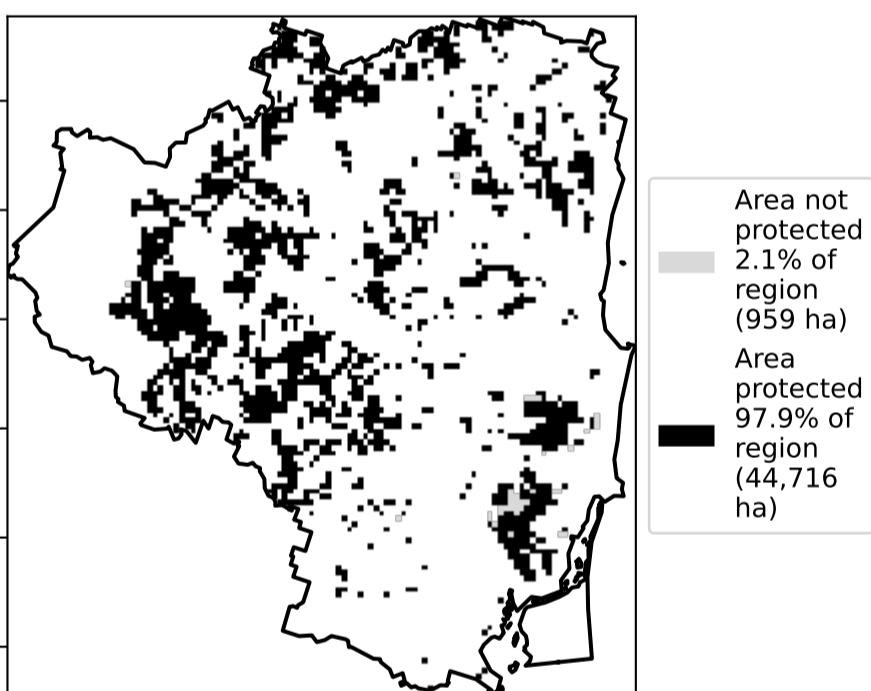 Area not
protected
2.1% of
region
(959 ha)
Area
protected
97.9% of
region
(44,716
ha)